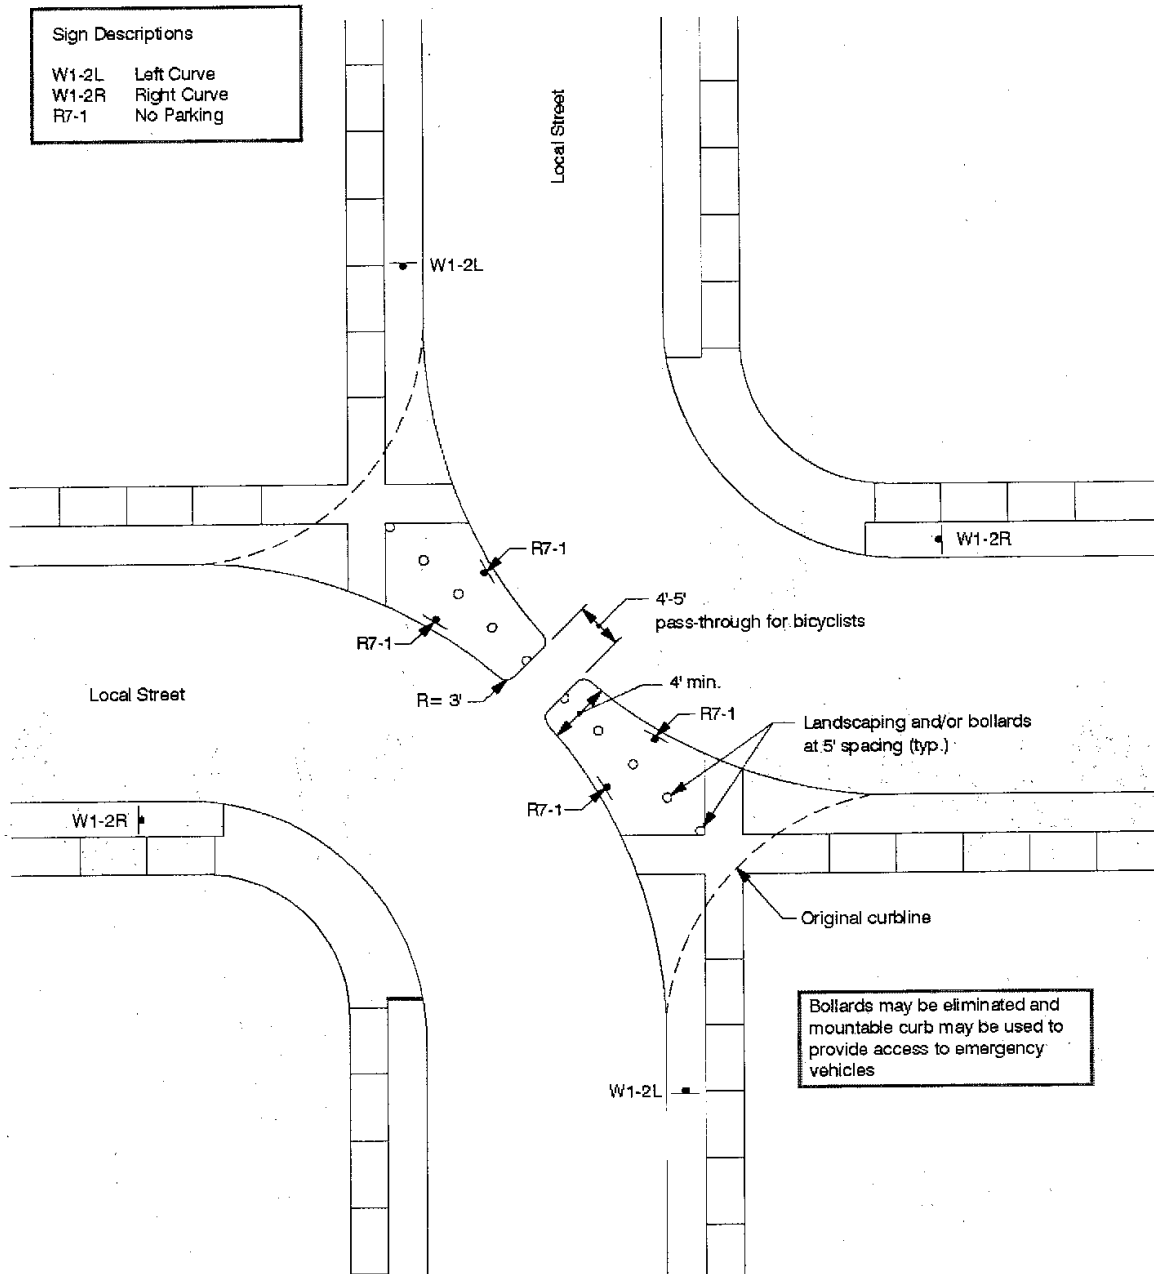 Sign Descriptions
W1-2L Left Curve
W1-2R Right Curve
R7-1 No Parking
Local Street
W1-2L
W1-2R
R7-1
4'-5'
pass-through for bicyclists
R7-1
Local Street
R= 3'
4' min.
R7-1
Landscaping and/or bollards
at 5' spacing (typ.)
R7-1
W1-2R
Original curbline
Bollards may be eliminated and
mountable curb may be used to
provide access to emergency
vehicles
W1-2L